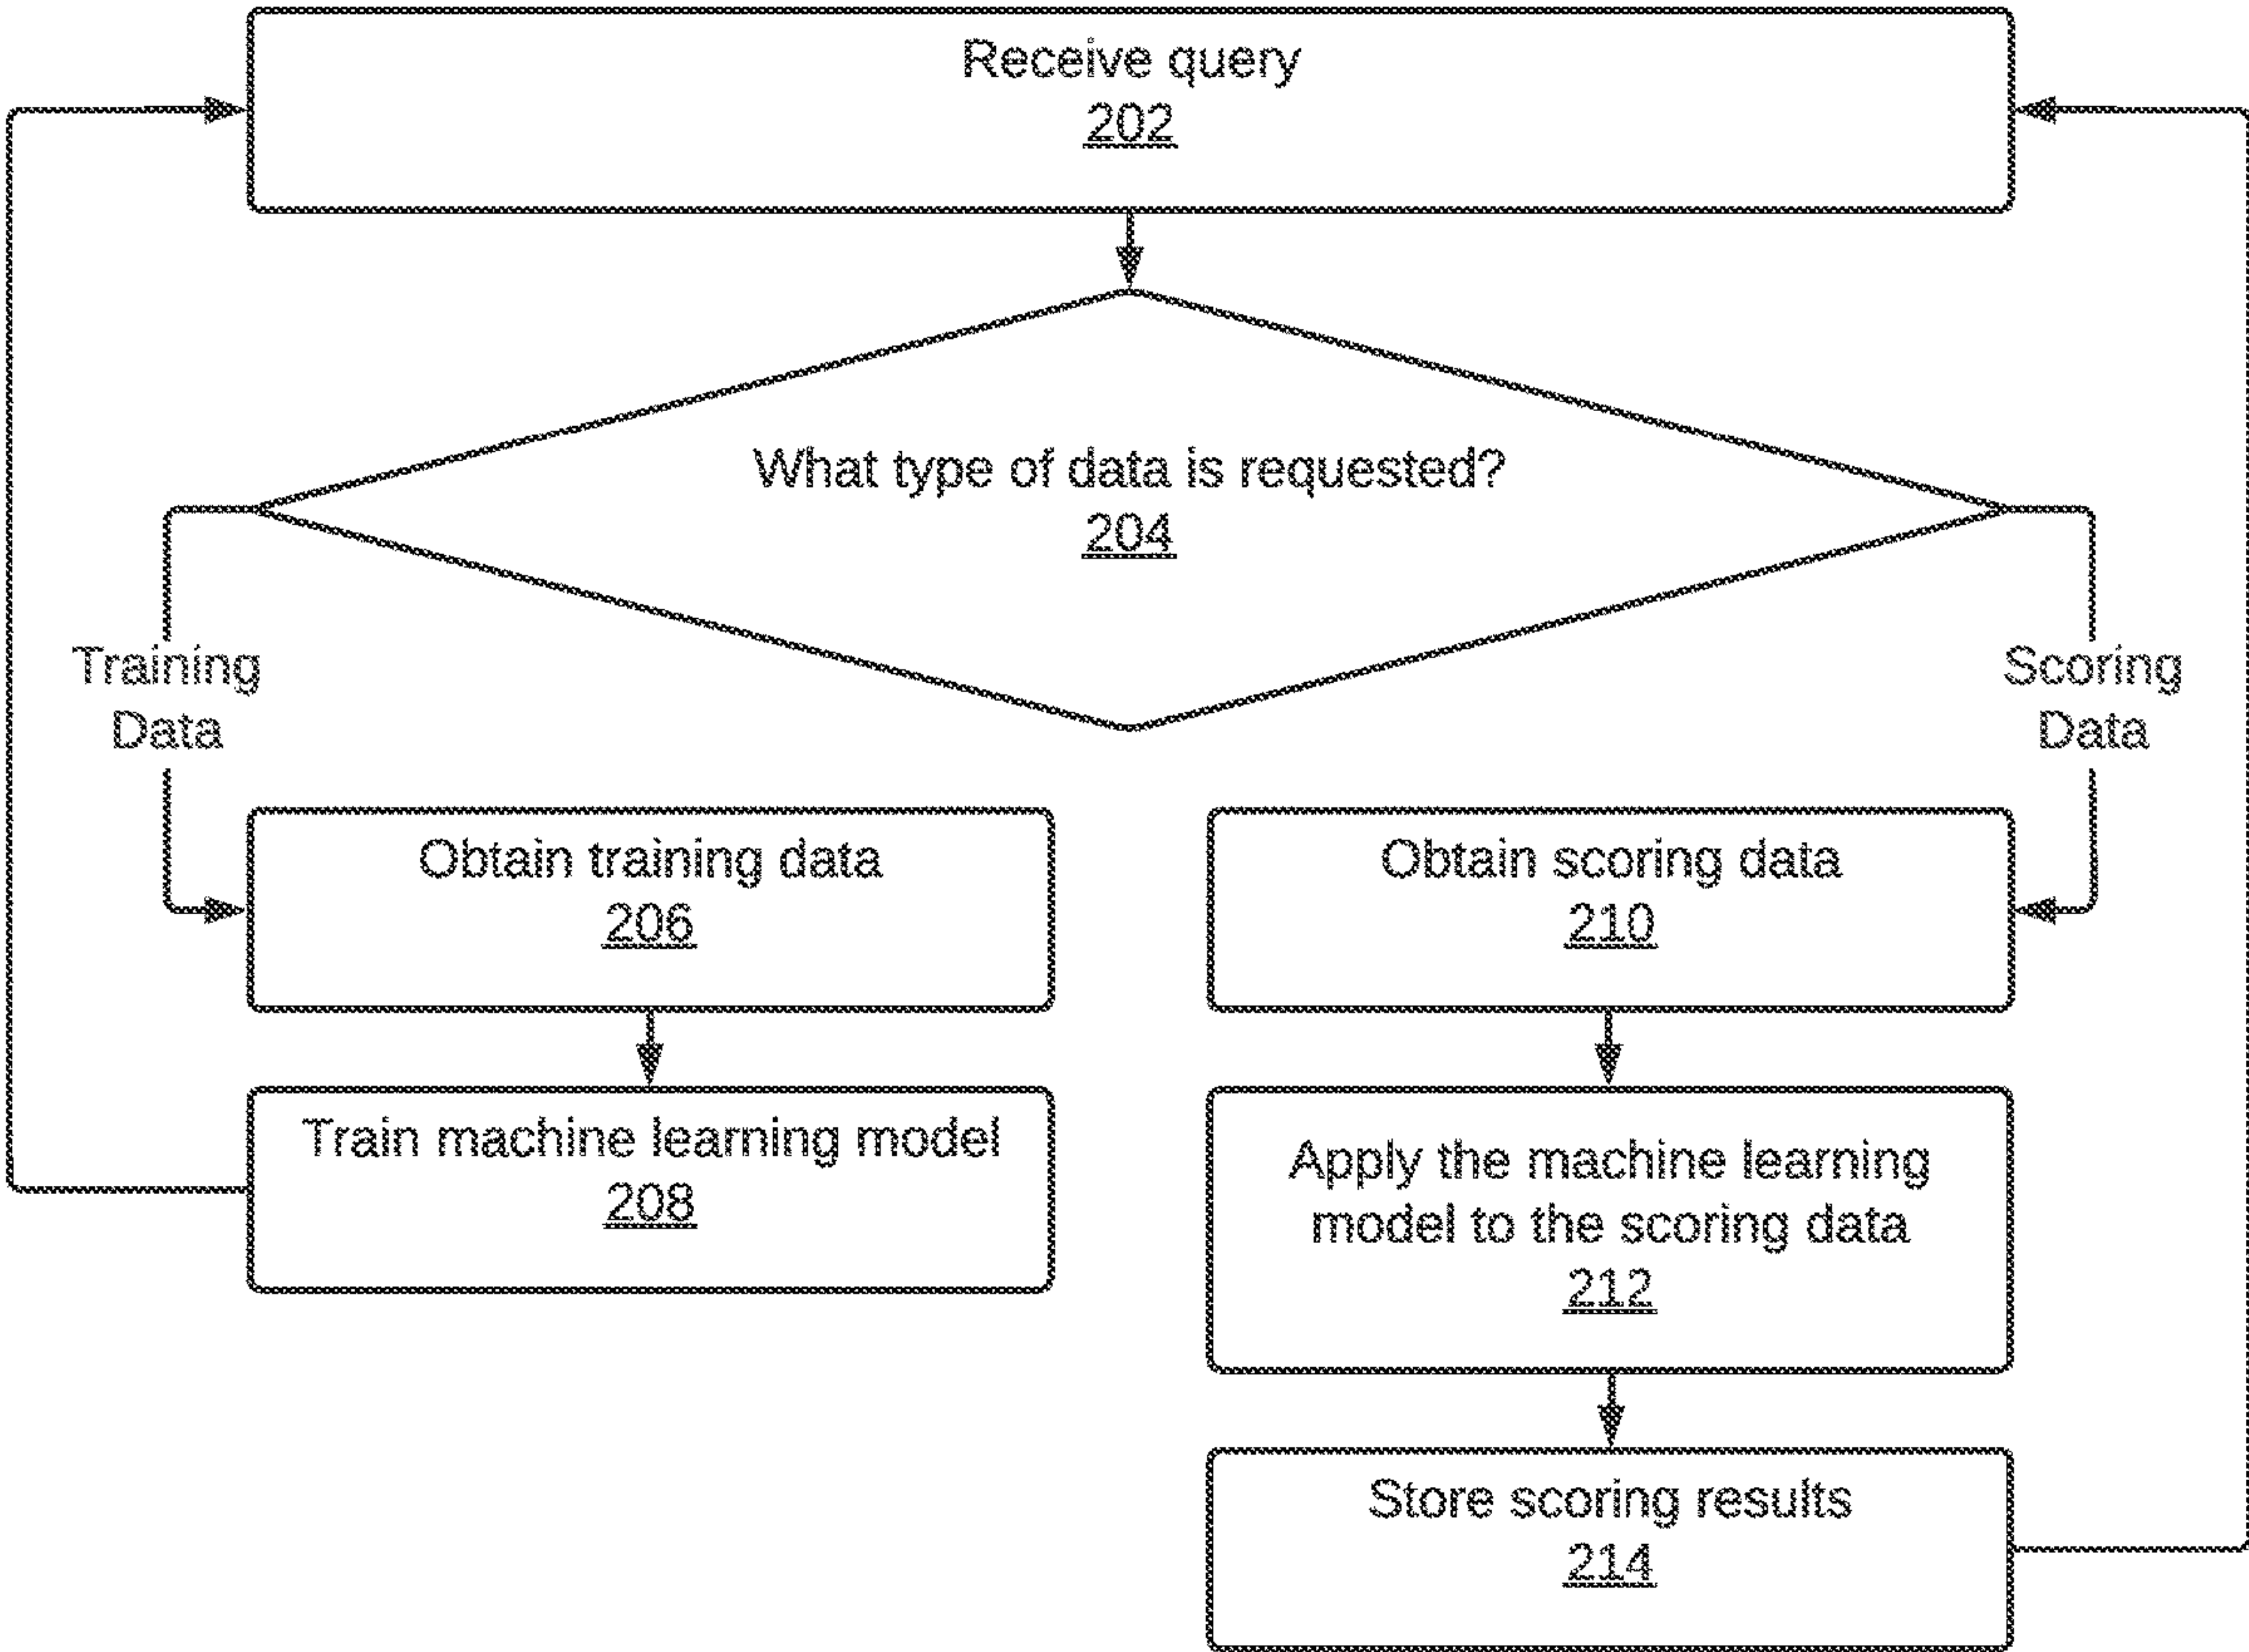 Receive query
202
What type of data is requested?
204
Training
Data
Scoring
Data
Obtain training data
206
Obtain scoring data
210
Train machine learning model
208
Apply the machine learning
model to the scoring data
212
Store scoring results
214